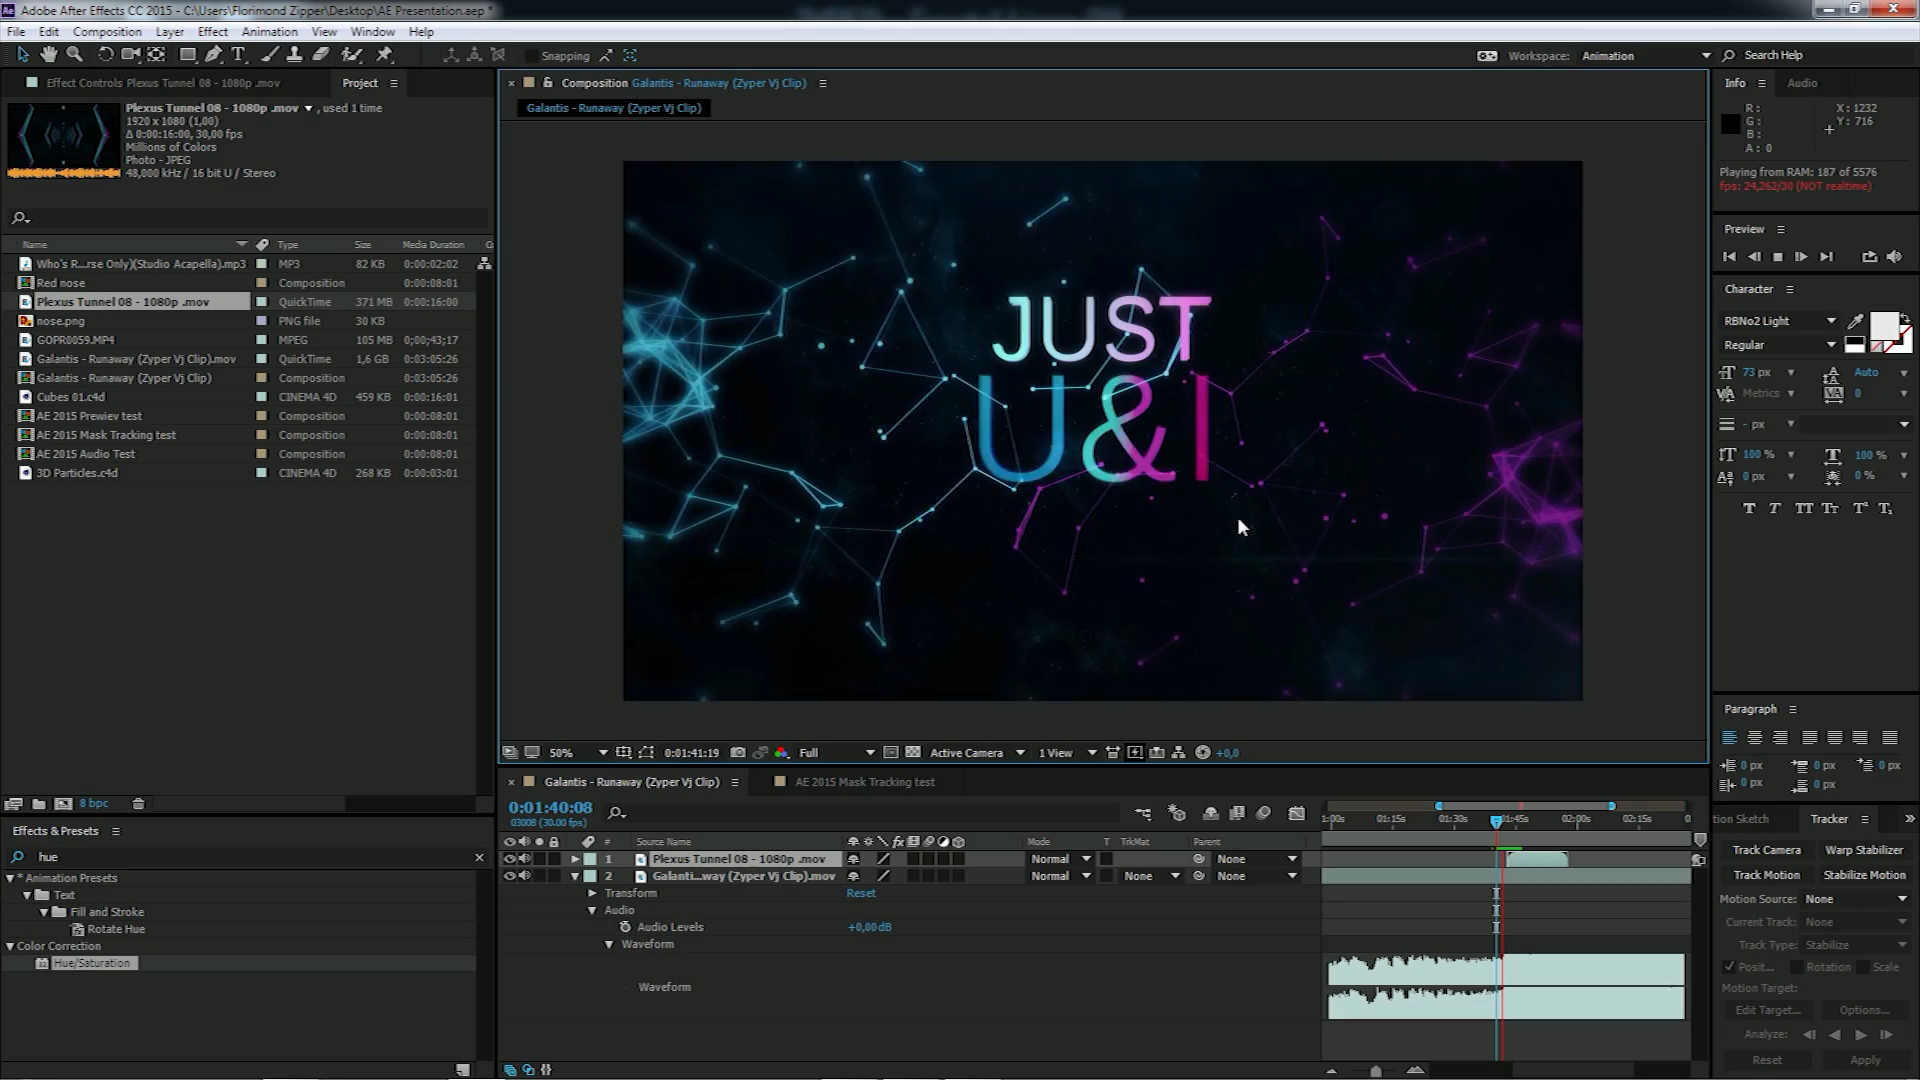 Adobe After Effects CC 2015 - C:\Users\Florimond Zipper\Desktop\AE Presentation.aep *
File Edit Composition Layer Effect Animation View Window Help
Snapping
Workspace: Animation
Search Help
Effect Controls Plexus Tunnel 08 - 1080p .mov
Project
Plexus Tunnel 08 - 1080p .mov , used 1 time
1920 x 1080 (1,00)
Δ 0:00:16:00, 30,00 fps
Millions of Colors
Photo - JPEG
48,000 kHz / 16 bit U / Stereo
Name Type Size Media Duration
Who's R...rse Only)(Studio Acapella).mp3 MP3 82 KB 0:00:02:02
Red nose Composition 0:00:08:01
Plexus Tunnel 08 - 1080p .mov QuickTime 371 MB 0:00:16:00
nose.png PNG file 30 KB
GOPR0059.MP4 MPEG 105 MB 0;00;43;17
Galantis - Runaway (Zyper Vj Clip).mov QuickTime 1,6 GB 0:03:05:26
Galantis - Runaway (Zyper Vj Clip) Composition 0:03:05:26
Cubes 01.c4d CINEMA 4D 459 KB 0:00:16:01
AE 2015 Prewiev test Composition 0:00:08:01
AE 2015 Mask Tracking test Composition 0:00:08:01
AE 2015 Audio Test Composition 0:00:08:01
3D Particles.c4d CINEMA 4D 268 KB 0:00:03:01
8 bpc
Effects & Presets
hue
* Animation Presets
Text
Fill and Stroke
Rotate Hue
Color Correction
Hue/Saturation
Composition Galantis - Runaway (Zyper Vj Clip)
Galantis - Runaway (Zyper Vj Clip)
JUST
U&I
50% 0:01:41:19 Full Active Camera 1 View +0,0
Galantis - Runaway (Zyper Vj Clip)
AE 2015 Mask Tracking test
0:01:40:08
03008 (30.00 fps)
# Source Name Mode T TrkMat Parent
1 Plexus Tunnel 08 - 1080p .mov Normal None
2 Galanti...way (Zyper Vj Clip).mov Normal None None
Transform Reset
Audio
Audio Levels +0,00dB
Waveform
Waveform
1:00s 01:15s 01:30s 01:45s 02:00s 02:15s
Info Audio
R: X: 1232
G: Y: 716
B:
A: 0
Playing from RAM: 187 of 5576
fps: 24,262/30 (NOT realtime)
Preview
Character
RBNo2 Light
Regular
73 px Auto
Metrics 0
- px
100 % 100 %
0 px 0 %
Paragraph
0 px 0 px 0 px
0 px 0 px
tion Sketch Tracker
Track Camera Warp Stabilizer
Track Motion Stabilize Motion
Motion Source: None
Current Track: None
Track Type: Stabilize
Posit... Rotation Scale
Motion Target:
Edit Target... Options...
Analyze:
Reset Apply